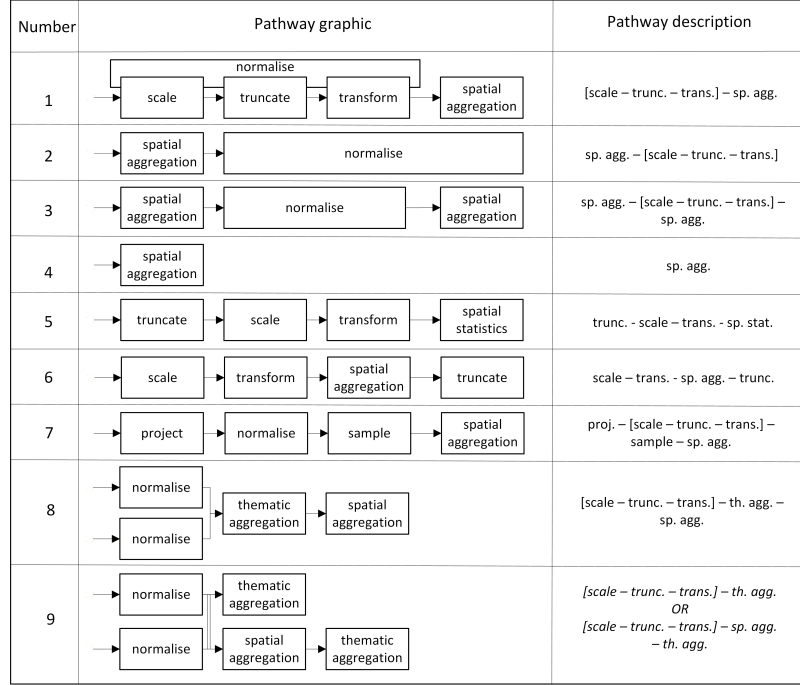 Number Pathway graphic Pathway description
normalise
1 scale truncate transform spatial aggregation [scale – trunc. – trans.] – sp. agg.
2 spatial aggregation normalise sp. agg. – [scale – trunc. – trans.]
3 spatial aggregation normalise spatial aggregation sp. agg. – [scale – trunc. – trans.] –
sp. agg.
4 spatial aggregation sp. agg.
5 truncate scale transform spatial statistics trunc. - scale – trans. - sp. stat.
6 scale transform spatial aggregation truncate scale – trans. - sp. agg. – trunc.
7 project normalise sample spatial aggregation proj. – [scale – trunc. – trans.] –
sample – sp. agg.
8 normalise
normalise
thematic aggregation spatial aggregation [scale – trunc. – trans.] – th. agg. –
sp. agg.
9 normalise thematic aggregation
normalise spatial aggregation thematic aggregation
[scale – trunc. – trans.] – th. agg.
OR
[scale – trunc. – trans.] – sp. agg.
– th. agg.